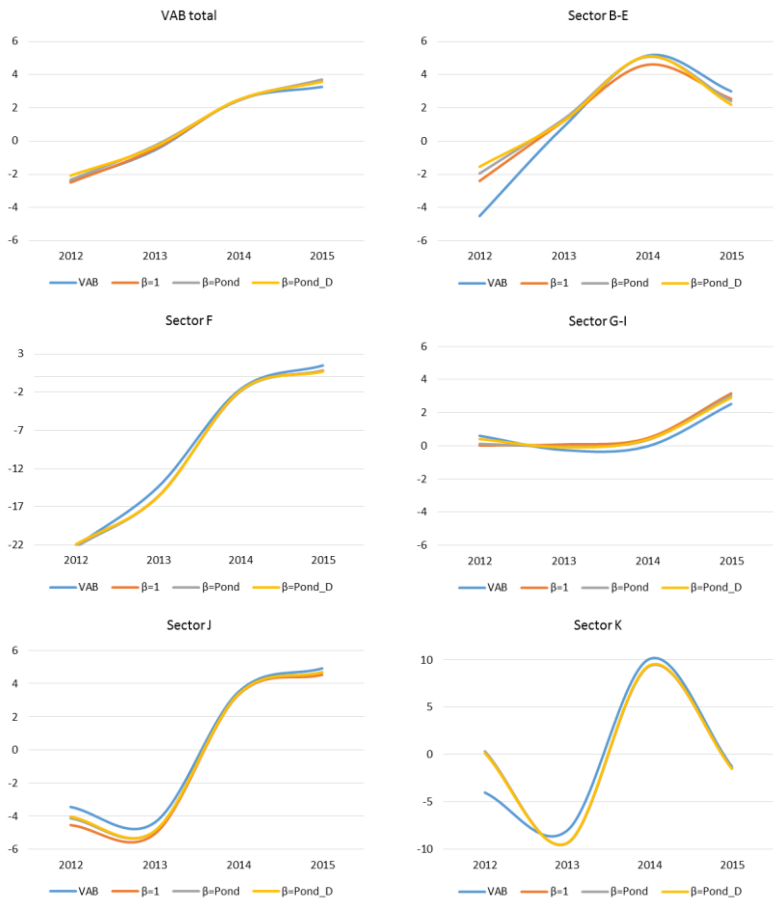 VAB total
6
4
2
0
-2
-4
-6
2012 2013 2014 2015
VAB β=1 β=Pond β=Pond_D
Sector B-E
6
4
2
0
-2
-4
-6
2012 2013 2014 2015
VAB β=1 β=Pond β=Pond_D
Sector F
3
-2
-7
-12
-17
-22
2012 2013 2014 2015
VAB β=1 β=Pond β=Pond_D
Sector G-I
6
4
2
0
-2
-4
-6
2012 2013 2014 2015
VAB β=1 β=Pond β=Pond_D
Sector J
6
4
2
0
-2
-4
-6
2012 2013 2014 2015
VAB β=1 β=Pond β=Pond_D
Sector K
10
5
0
-5
-10
2012 2013 2014 2015
VAB β=1 β=Pond β=Pond_D